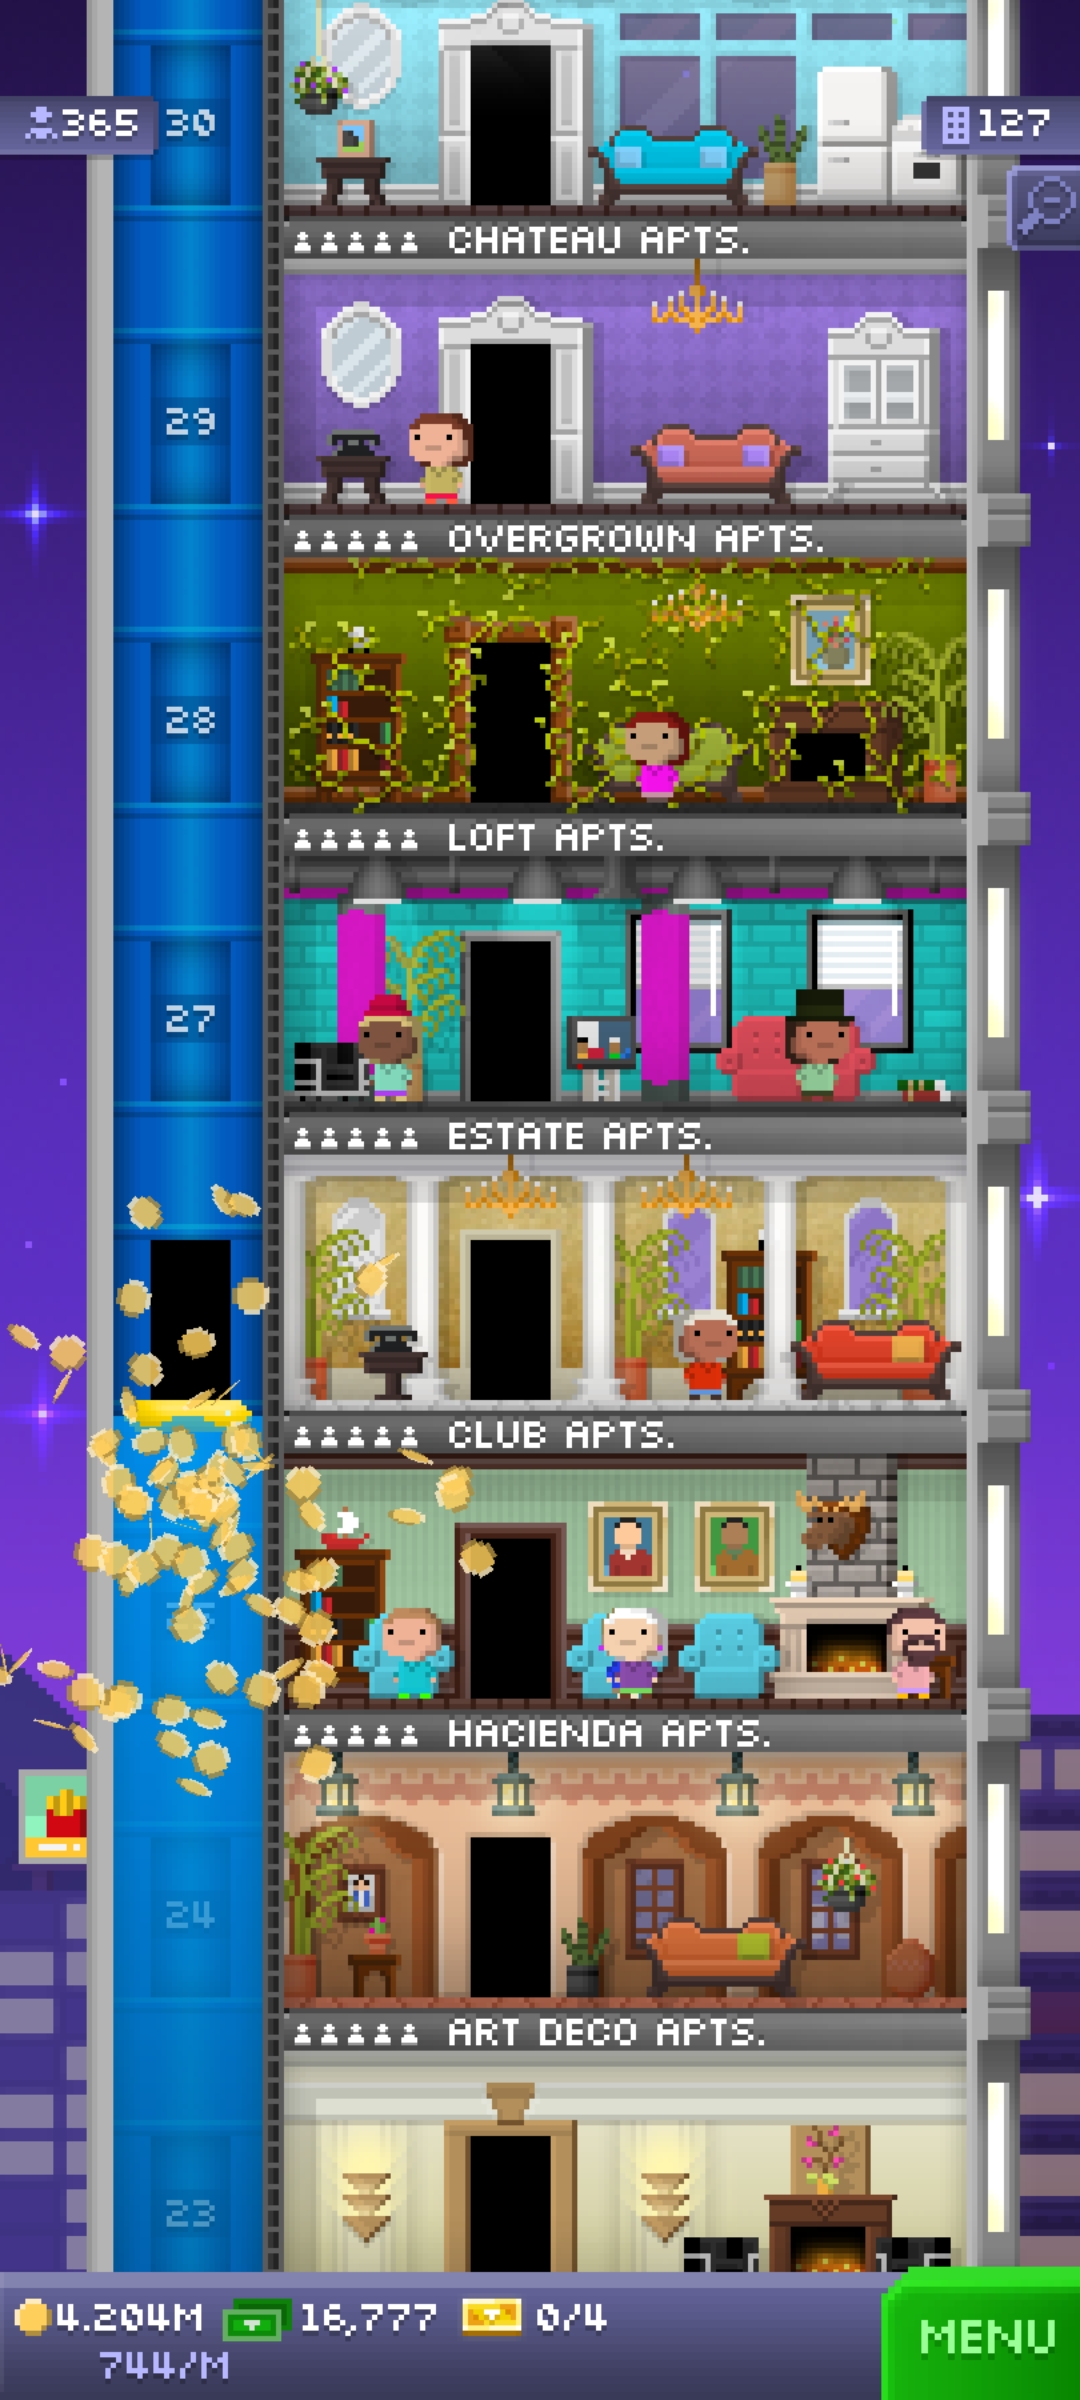 365
30
127
CHATEAU APTS.
29
OVERGROWN APTS.
28
LOFT APTS.
27
ESTATE APTS.
CLUB APTS.
HACIENDA APTS.
24
ART DECO APTS.
23
4.204M 16,777 0/4
744/M
MENU